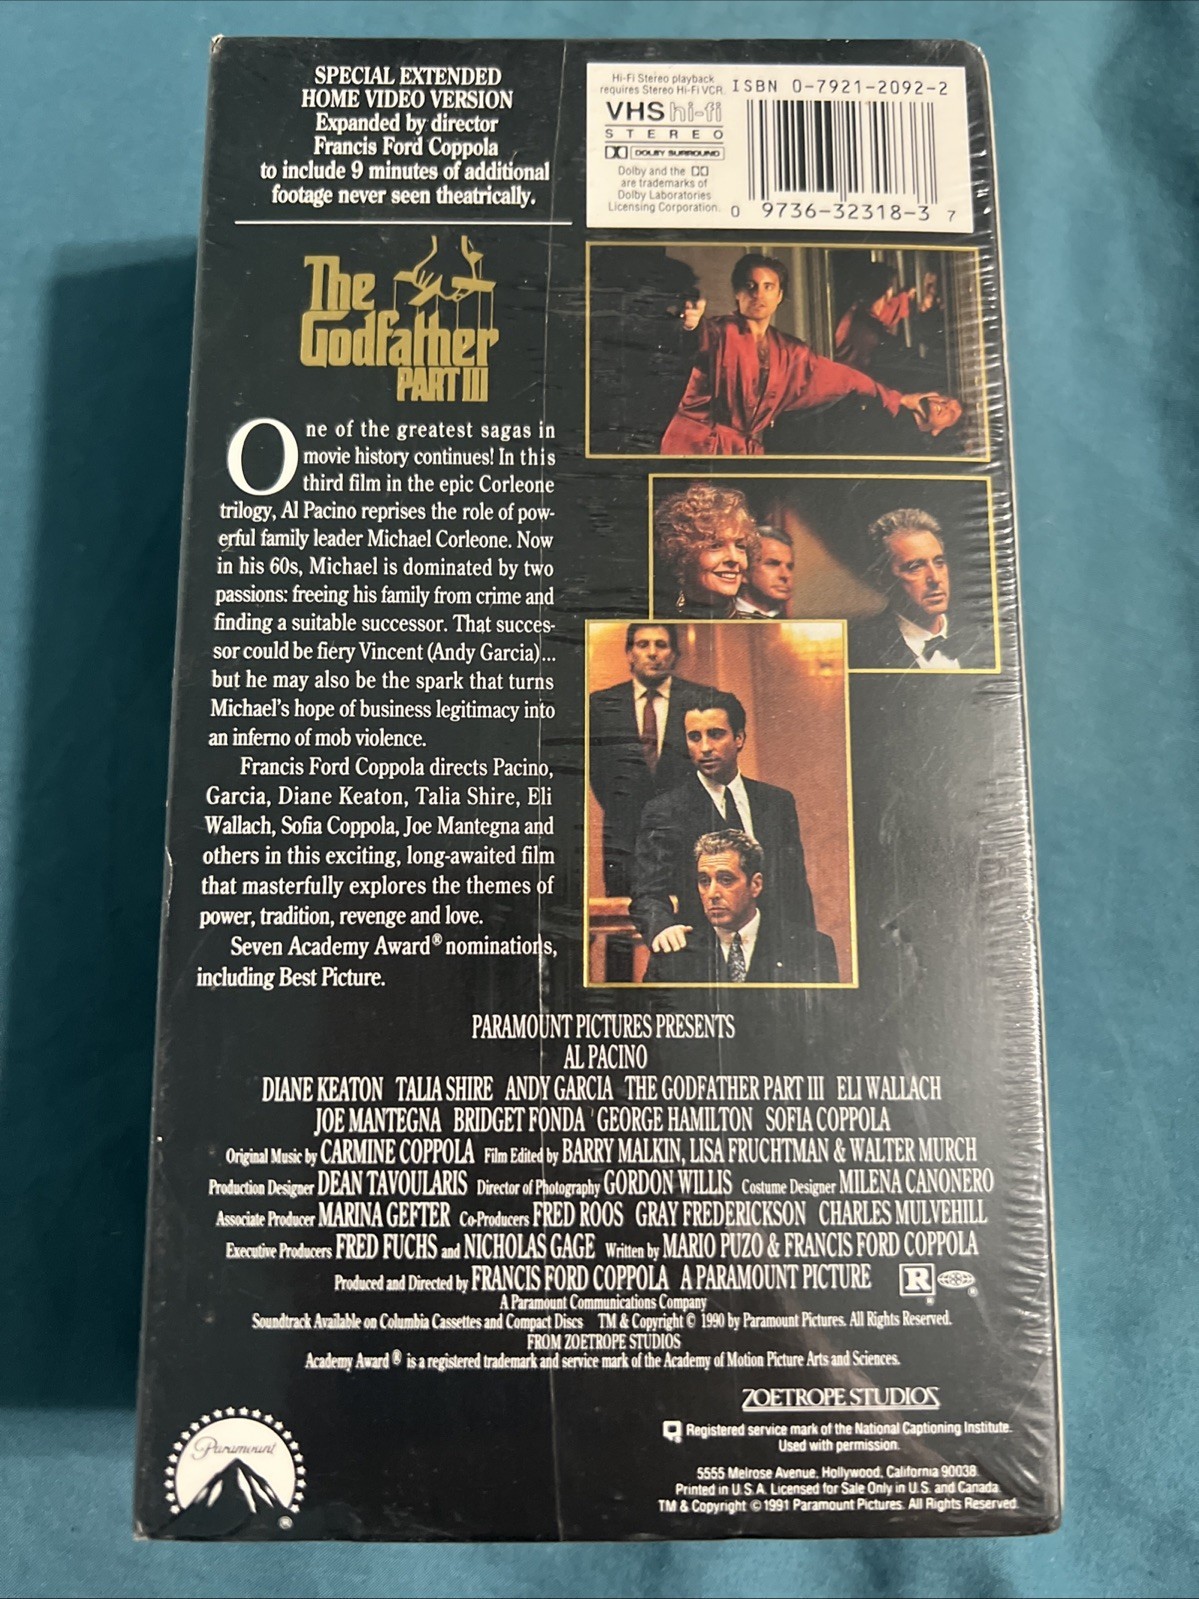 SPECIAL EXTENDED
HOME VIDEO VERSION
Expanded by director
Francis Ford Coppola
to include 9 minutes of additional
footage never seen theatrically.
Hi-Fi Stereo playback
requires Stereo Hi-Fi VCR.
VHS hi-fi
STEREO
DOLBY SURROUND
Dolby and the
are trademarks of
Dolby Laboratories
Licensing Corporation.
ISBN 0-7921-2092-2
0 9736-32318-3 7
The
Godfather
PART III
One of the greatest sagas in
movie history continues! In this
third film in the epic Corleone
trilogy, Al Pacino reprises the role of pow-
erful family leader Michael Corleone. Now
in his 60s, Michael is dominated by two
passions: freeing his family from crime and
finding a suitable successor. That succes-
sor could be fiery Vincent (Andy Garcia)...
but he may also be the spark that turns
Michael's hope of business legitimacy into
an inferno of mob violence.
Francis Ford Coppola directs Pacino,
Garcia, Diane Keaton, Talia Shire, Eli
Wallach, Sofia Coppola, Joe Mantegna and
others in this exciting, long-awaited film
that masterfully explores the themes of
power, tradition, revenge and love.
Seven Academy Award® nominations,
including Best Picture.
PARAMOUNT PICTURES PRESENTS
AL PACINO
DIANE KEATON TALIA SHIRE ANDY GARCIA THE GODFATHER PART III ELI WALLACH
JOE MANTEGNA BRIDGET FONDA GEORGE HAMILTON SOFIA COPPOLA
Original Music by CARMINE COPPOLA Film Edited by BARRY MALKIN, LISA FRUCHTMAN & WALTER MURCH
Production Designer DEAN TAVOULARIS Director of Photography GORDON WILLIS Costume Designer MILENA CANONERO
Associate Producer MARINA GEFTER Co-Producers FRED ROOS GRAY FREDERICKSON CHARLES MULVEHILL
Executive Producers FRED FUCHS and NICHOLAS GAGE Written by MARIO PUZO & FRANCIS FORD COPPOLA
Produced and Directed by FRANCIS FORD COPPOLA A PARAMOUNT PICTURE R ®
A Paramount Communications Company
Soundtrack Available on Columbia Cassettes and Compact Discs TM & Copyright © 1990 by Paramount Pictures. All Rights Reserved.
FROM ZOETROPE STUDIOS
Academy Award® is a registered trademark and service mark of the Academy of Motion Picture Arts and Sciences.
ZOETROPE STUDIOS
Registered service mark of the National Captioning Institute.
Used with permission.
5555 Melrose Avenue, Hollywood, California 90038
Printed in U.S.A. Licensed for Sale Only in U.S. and Canada
TM & Copyright © 1991 Paramount Pictures. All Rights Reserved.
Paramount
®